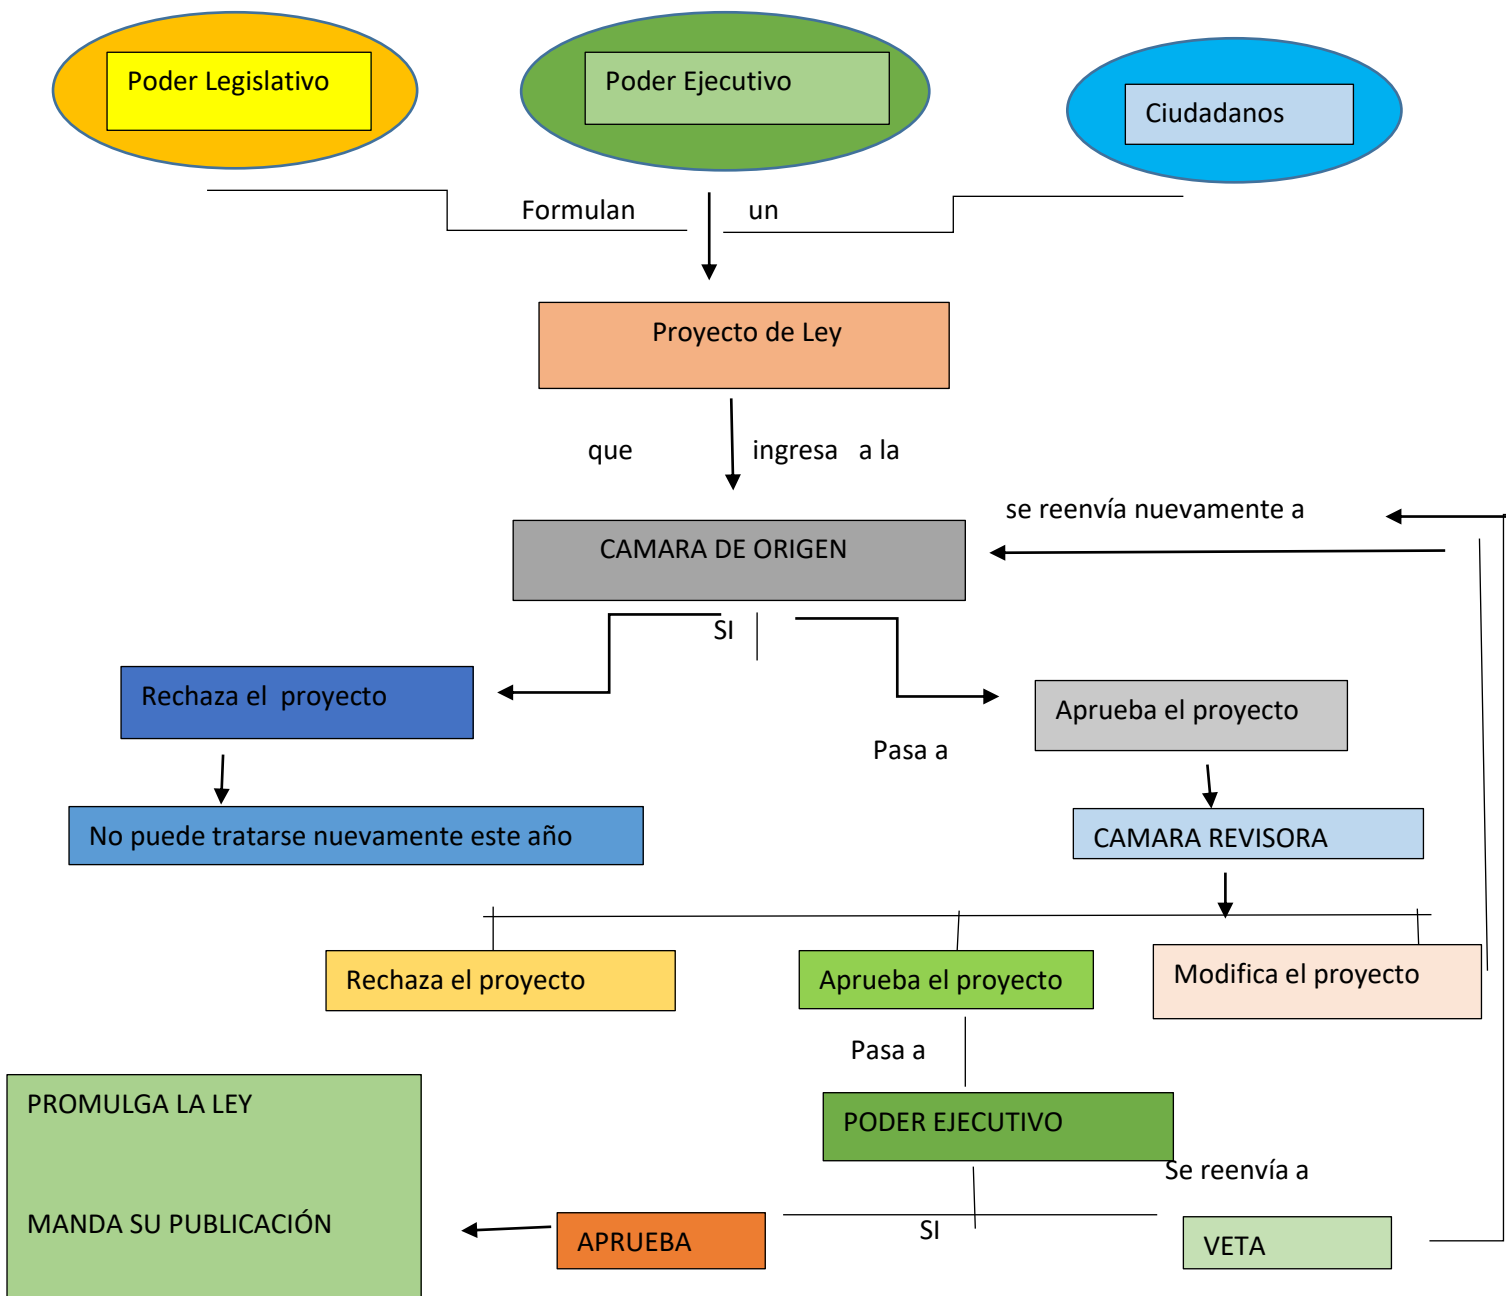 Poder Legislativo
Poder Ejecutivo
Ciudadanos
Formulan un
Proyecto de Ley
que ingresa a la
se reenvía nuevamente a
CAMARA DE ORIGEN
SI
Rechaza el proyecto
Aprueba el proyecto
Pasa a
No puede tratarse nuevamente este año
CAMARA REVISORA
Rechaza el proyecto
Aprueba el proyecto
Modifica el proyecto
Pasa a
PROMULGA LA LEY
PODER EJECUTIVO
Se reenvía a
MANDA SU PUBLICACIÓN
APRUEBA
SI
VETA